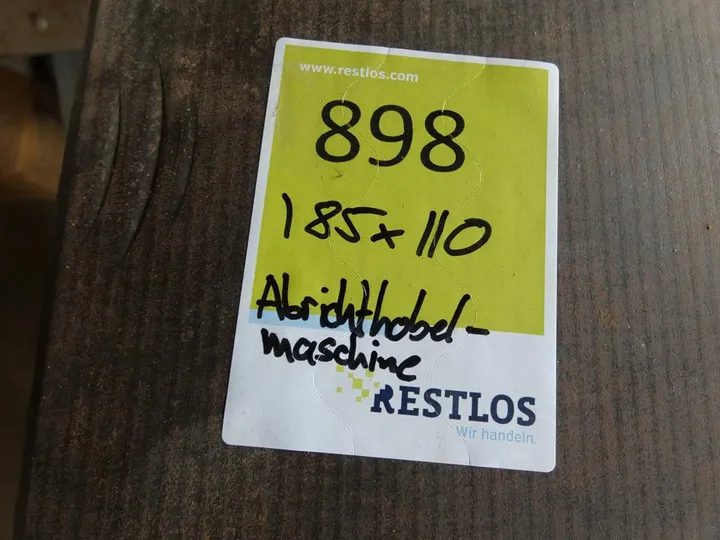 www.restlos.com
898
185x110
Abrichthobel-
maschine
RESTLOS
Wir handeln.